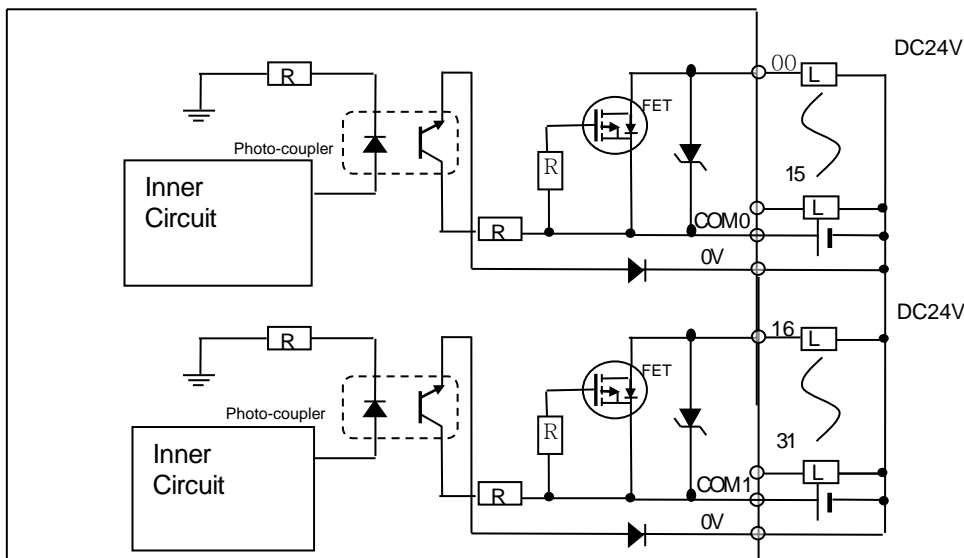 DC24V
00
L
R
FET
Photo-coupler
R
15
Inner
Circuit
L
COM0
R
0V
DC24V
16
L
R
FET
Photo-coupler
R
31
Inner
Circuit
L
COM1
R
0V